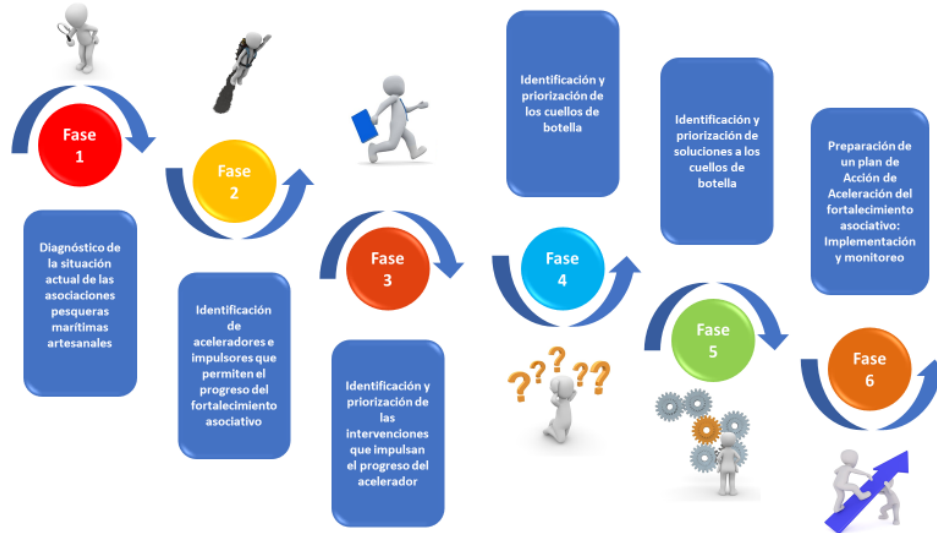 Fase
1
Diagnóstico de
la situación
actual de las
asociaciones
pesqueras
marítimas
artesanales
Fase
2
Identificación
de
aceleradores e
impulsores que
permiten el
progreso del
fortalecimiento
asociativo
Fase
3
Identificación y
priorización de
las
intervenciones
que impulsan
el progreso del
acelerador
Identificación y
priorización de
los cuellos de
botella
Fase
4
Identificación y
priorización de
soluciones a los
cuellos de
botella
Fase
5
Preparación de
un plan de
Acción de
Aceleración del
fortalecimiento
asociativo:
Implementación
y monitoreo
Fase
6